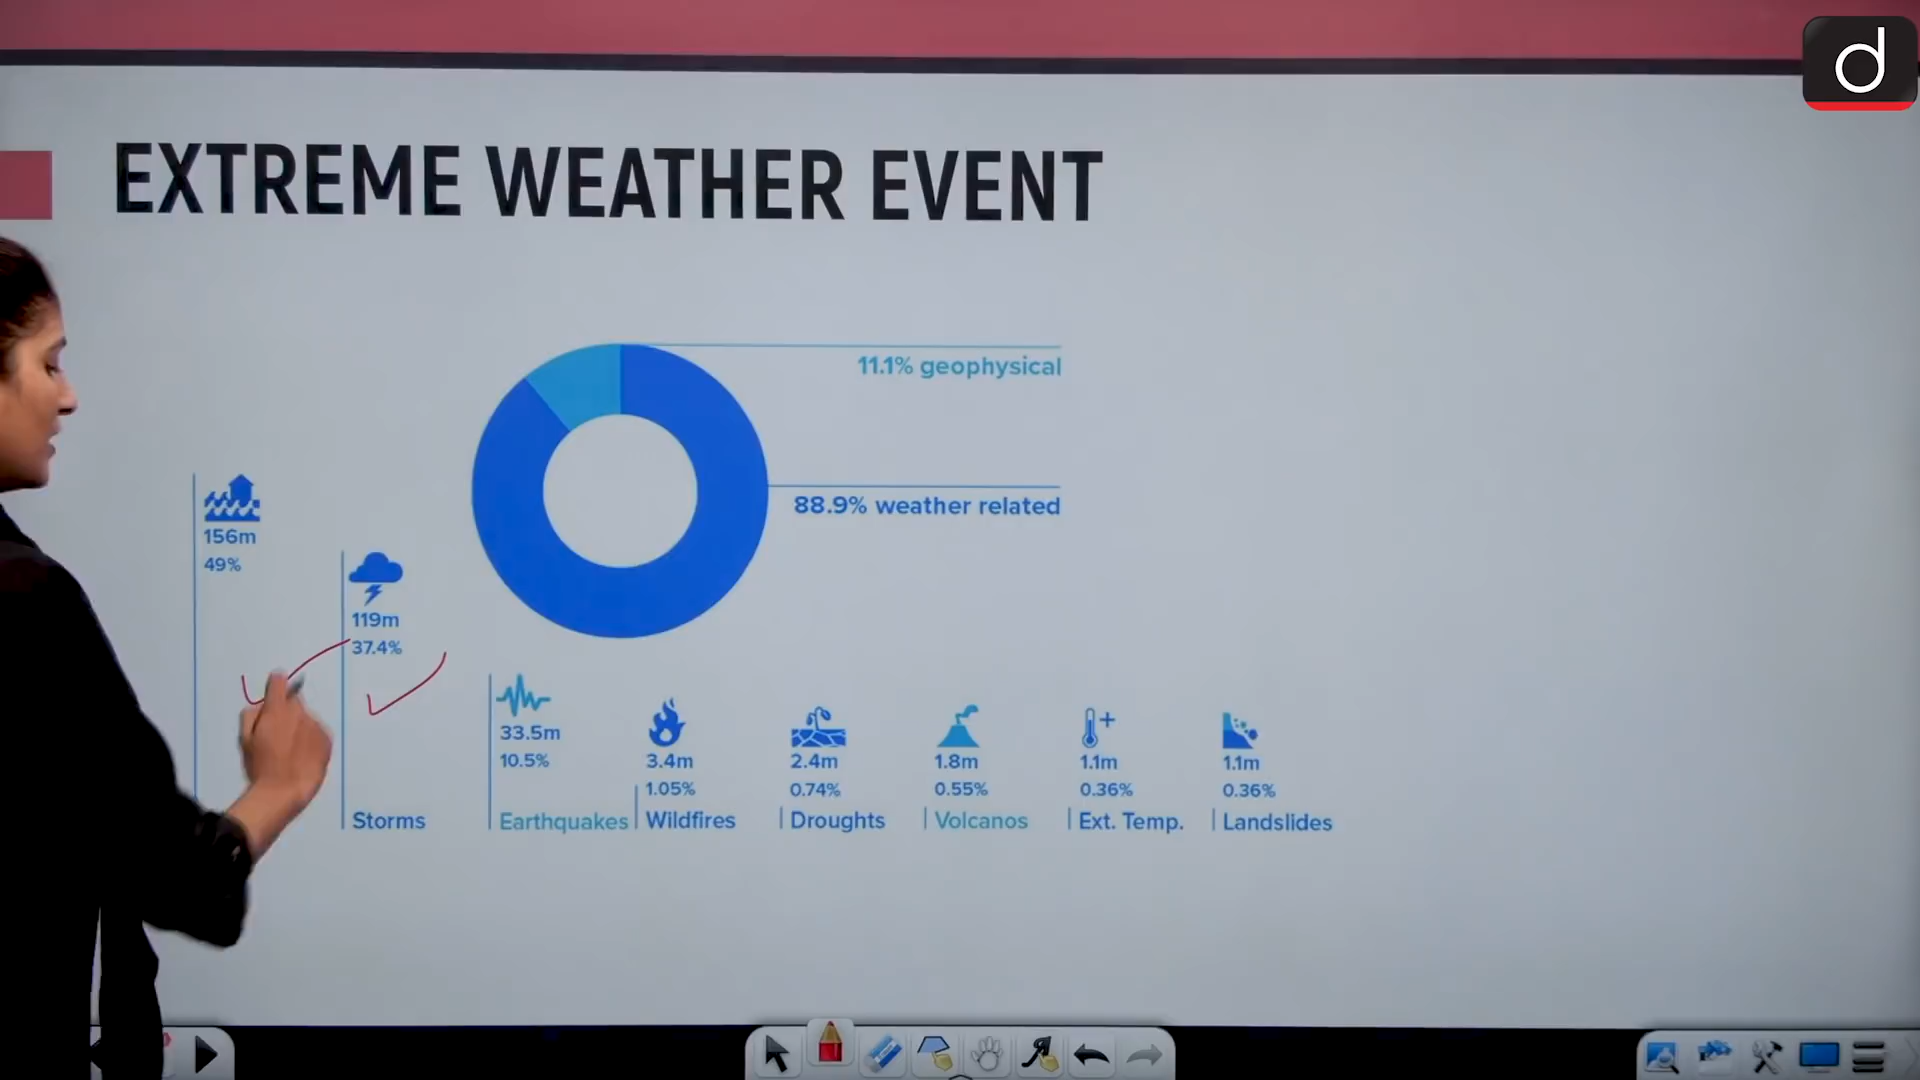 d
EXTREME WEATHER EVENT
11.1% geophysical
88.9% weather related
156m
49%
119m
37.4%
Storms
33.5m
10.5%
Earthquakes
3.4m
1.05%
Wildfires
2.4m
0.74%
Droughts
1.8m
0.55%
Volcanos
1.1m
0.36%
Ext. Temp.
1.1m
0.36%
Landslides